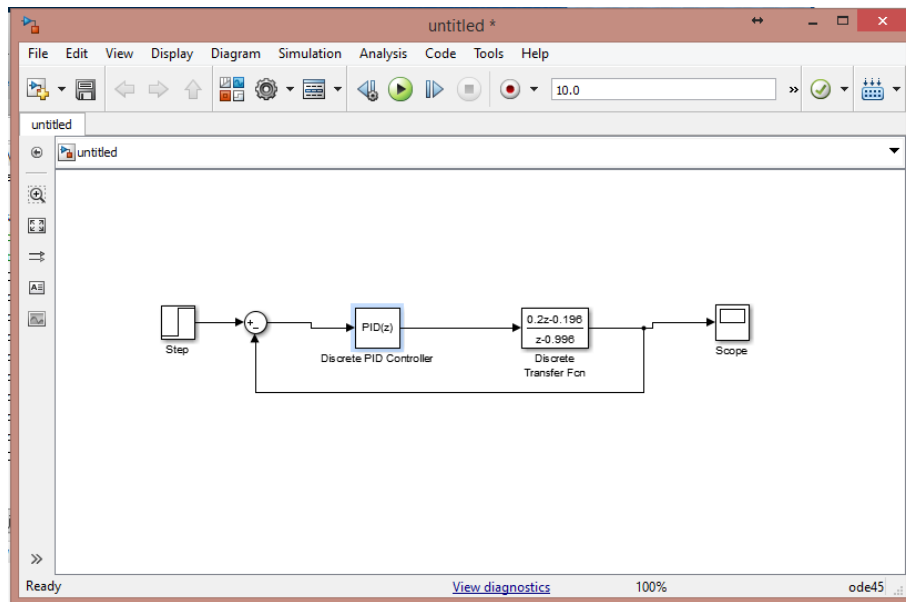 untitled *
File Edit View Display Diagram Simulation Analysis Code Tools Help
10.0 »
untitled
untitled
A≡
+
-
PID(z)
0.2z-0.196
z-0.996
Step
Discrete PID Controller
Discrete
Transfer Fcn
Scope
»
Ready View diagnostics 100% ode45